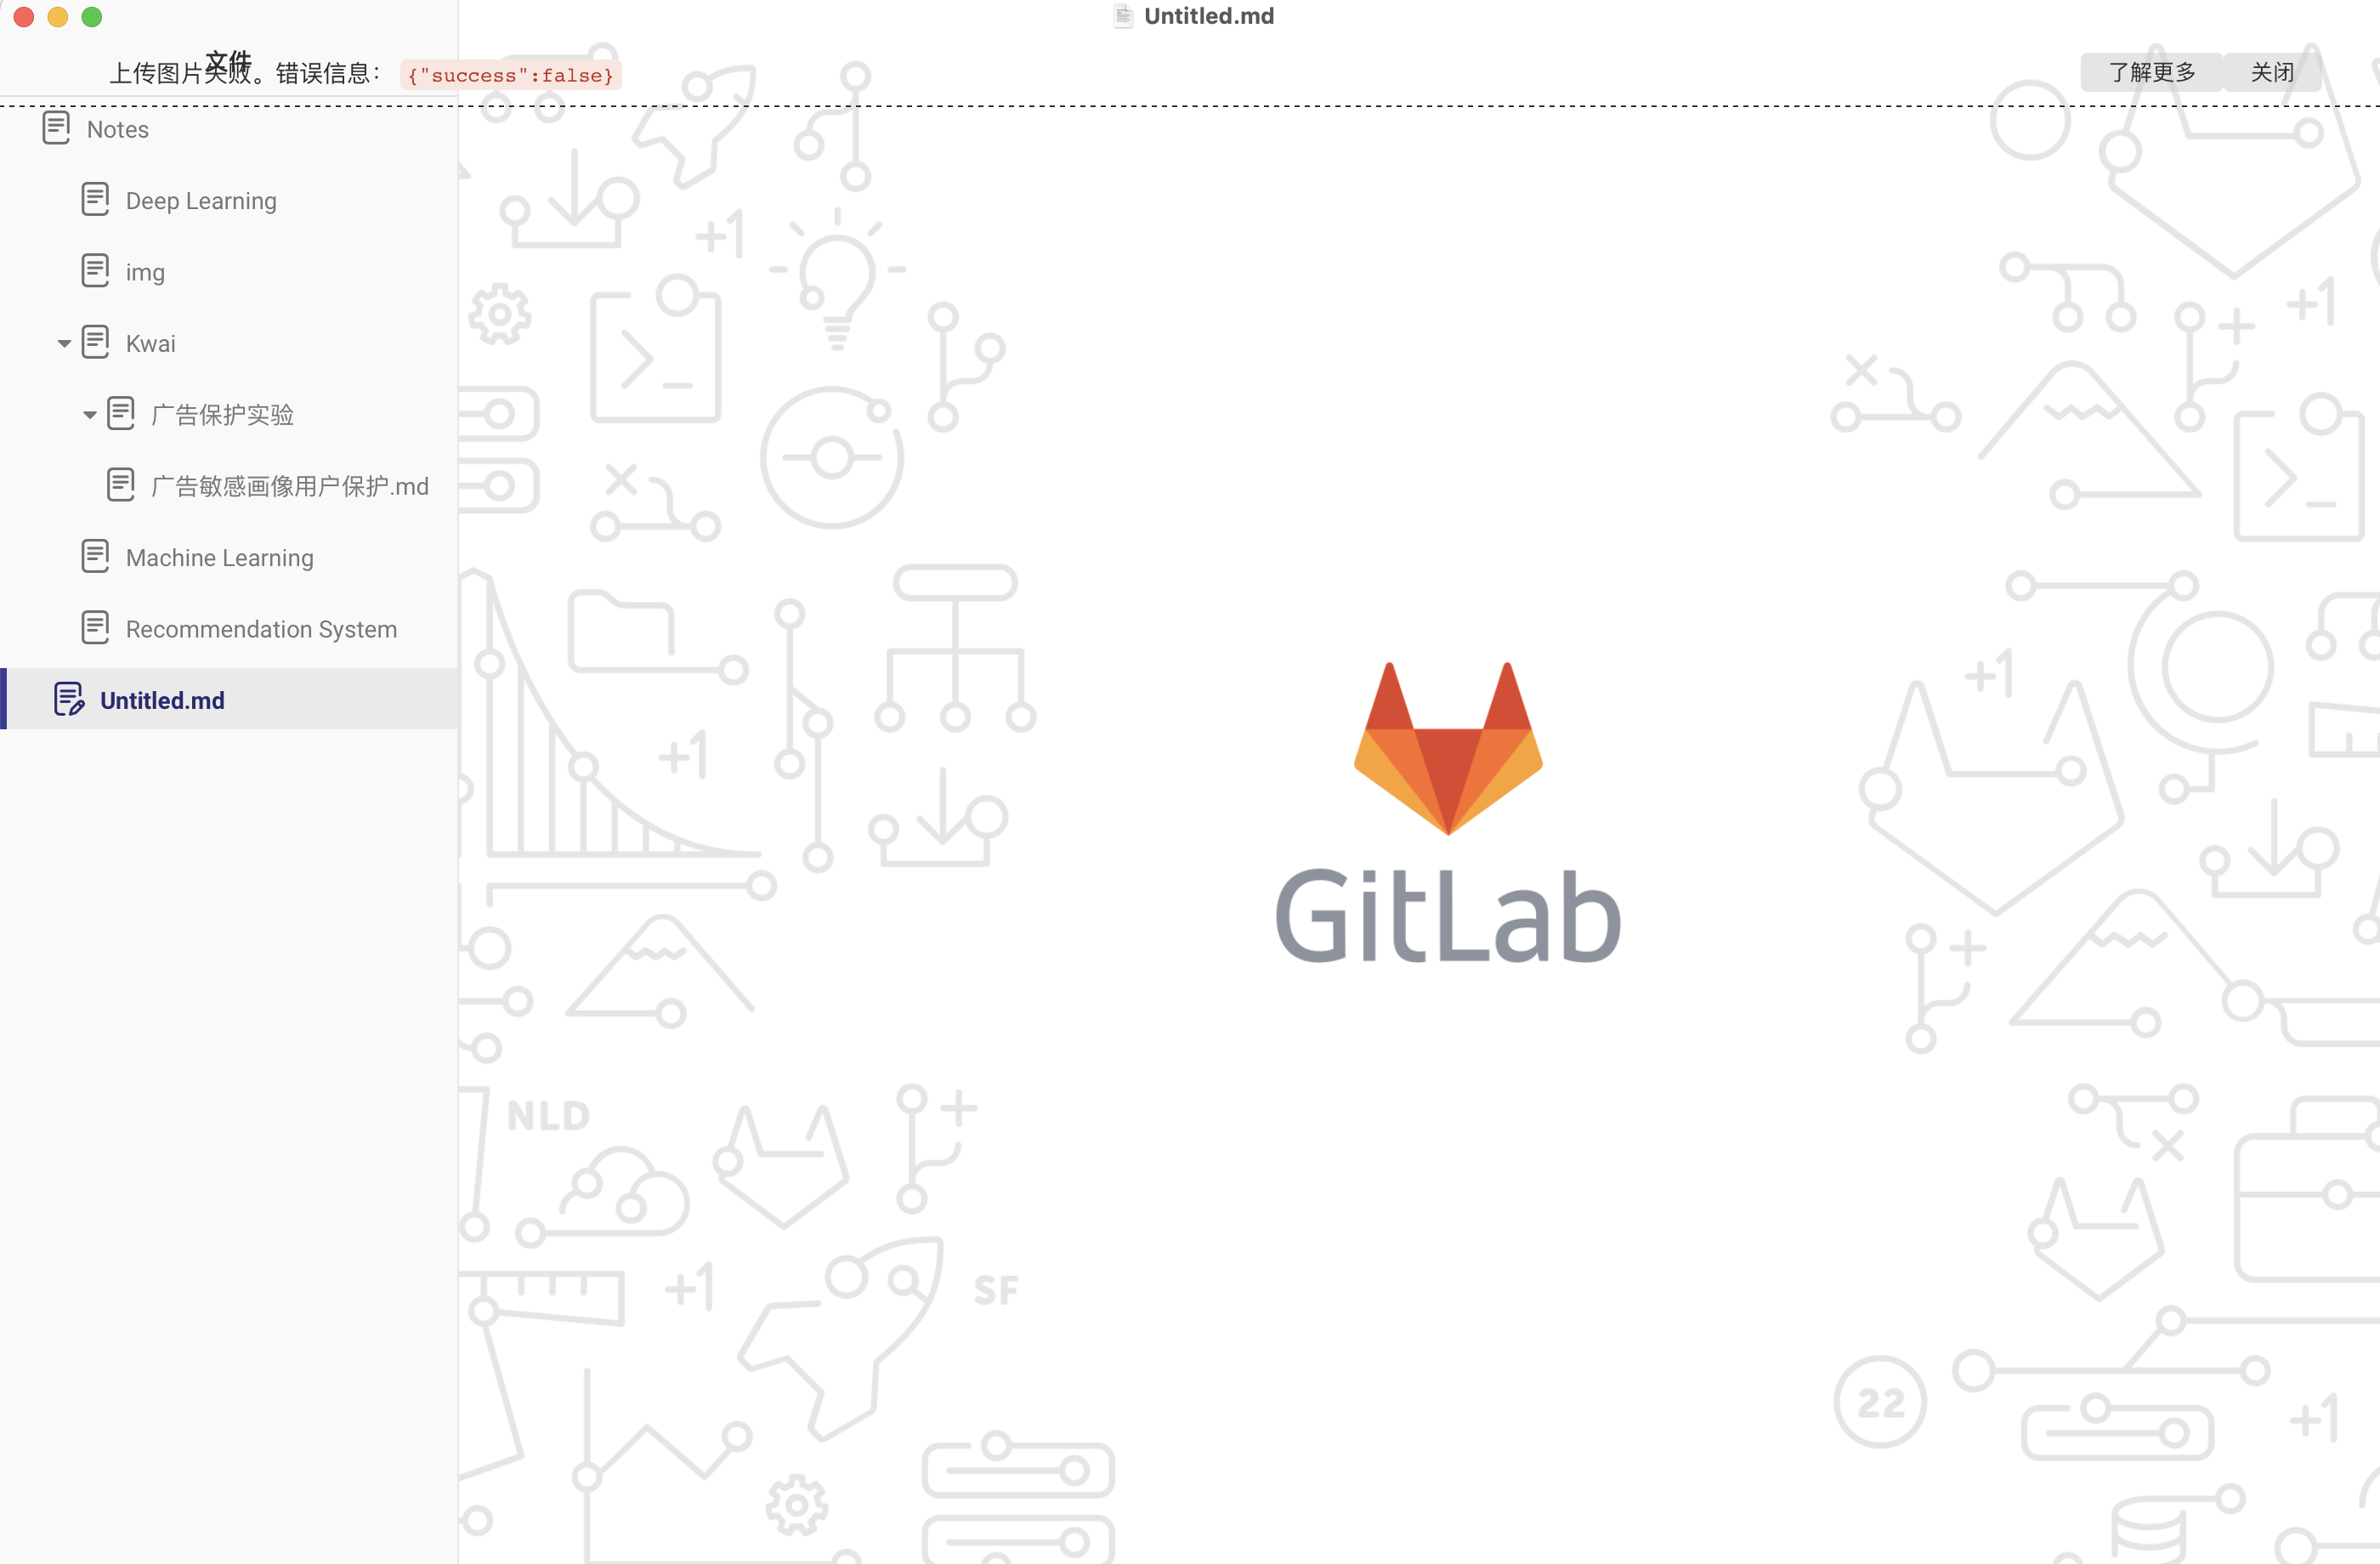 Untitled.md
文件
上传图片失败。错误信息： {"success":false}
了解更多 关闭
Notes
Deep Learning
img
Kwai
广告保护实验
广告敏感画像用户保护.md
Machine Learning
Recommendation System
Untitled.md
+1
+1
+1
+1
+1
GitLab
NLD
+1
SF
22
+1